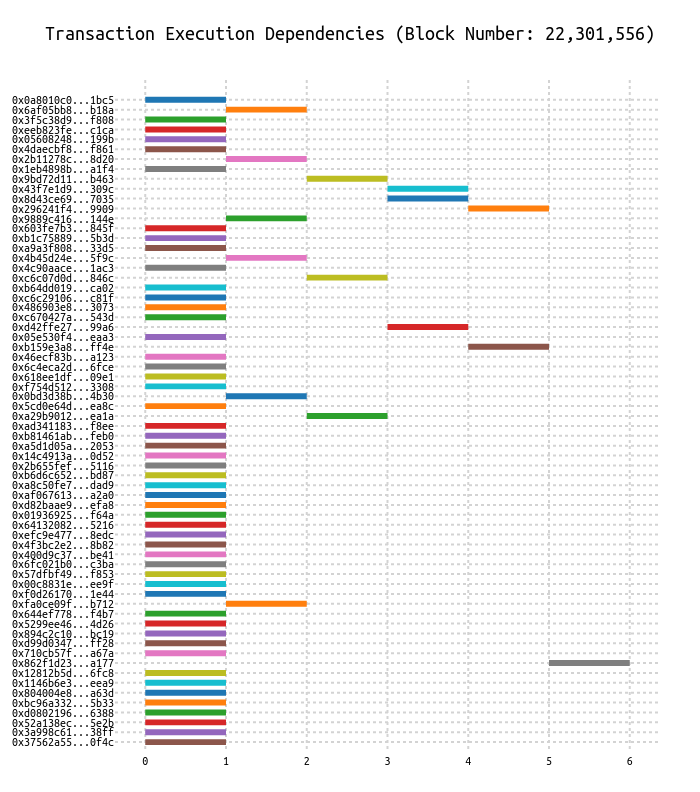 Transaction Execution Dependencies (Block Number: 22,301,556)
0x0a8010c0...1bc5
0x6af05bb8...b18a
0x3f5c38d9...f808
0xeeb823fe...c1ca
0x05608248...199b
0x4daecbf8...f861
0x2b11278c...8d20
0x1eb4898b...a1f4
0x9bd72d11...b463
0x43f7e1d9...309c
0x8d43ce69...7035
0x296241f4...9909
0x9889c416...144e
0x603fe7b3...845f
0xb1c75889...5b3d
0xa9a3f808...33d5
0x4b45d24e...5f9c
0x4c90aace...1ac3
0xc6c07d0d...846c
0xb64dd019...ca02
0xc6c29106...c81f
0x486903e8...3073
0xc670427a...543d
0xd42ffe27...99a6
0x05e530f4...eaa3
0xb159e3a8...ff4e
0x46ecf83b...a123
0x6c4eca2d...6fce
0x618ee1df...09e1
0xf754d512...3308
0x0bd3d38b...4b30
0x5cd0e64d...ea8c
0xa29b9012...ea1a
0xad341183...f8ee
0xb81461ab...feb0
0xa5d1d05a...2053
0x14c4913a...0d52
0x2b655fef...5116
0xb6d6c652...bd87
0xa8c50fe7...dad9
0xaf067613...a2a0
0xd82baae9...efa8
0x01936925...f64a
0x64132082...5216
0xefc9e477...8edc
0x4f3bc2e2...8b82
0x400d9c37...be41
0x6fc021b0...c3ba
0x57dfbf49...f853
0x00c8831e...ee9f
0xf0d26170...1e44
0xfa0ce09f...b712
0x644ef778...f4b7
0x5299ee46...4d26
0x894c2c10...bc19
0xd99d0347...ff28
0x710cb57f...a67a
0x862f1d23...a177
0x12812b5d...6fc8
0x1146b6e3...eea9
0x804004e8...a63d
0xbc96a332...5b33
0xd0802196...6388
0x52a138ec...5e2b
0x3a998c61...38ff
0x37562a55...0f4c
0 1 2 3 4 5 6